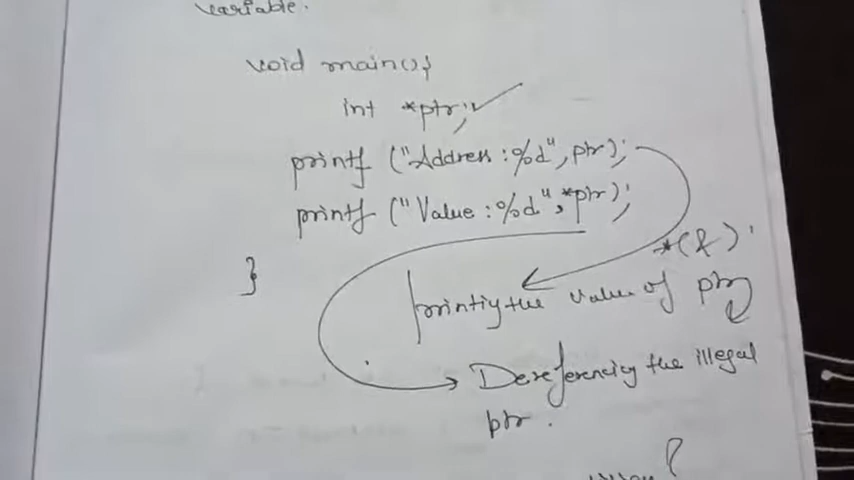 variable.
void main(){
int *ptr;
printf ("Address :%d", ptr);
printf ("Value :%d", *ptr);
*(&)
}
printing the value of ptr
Dereferencing the illegal
ptr.